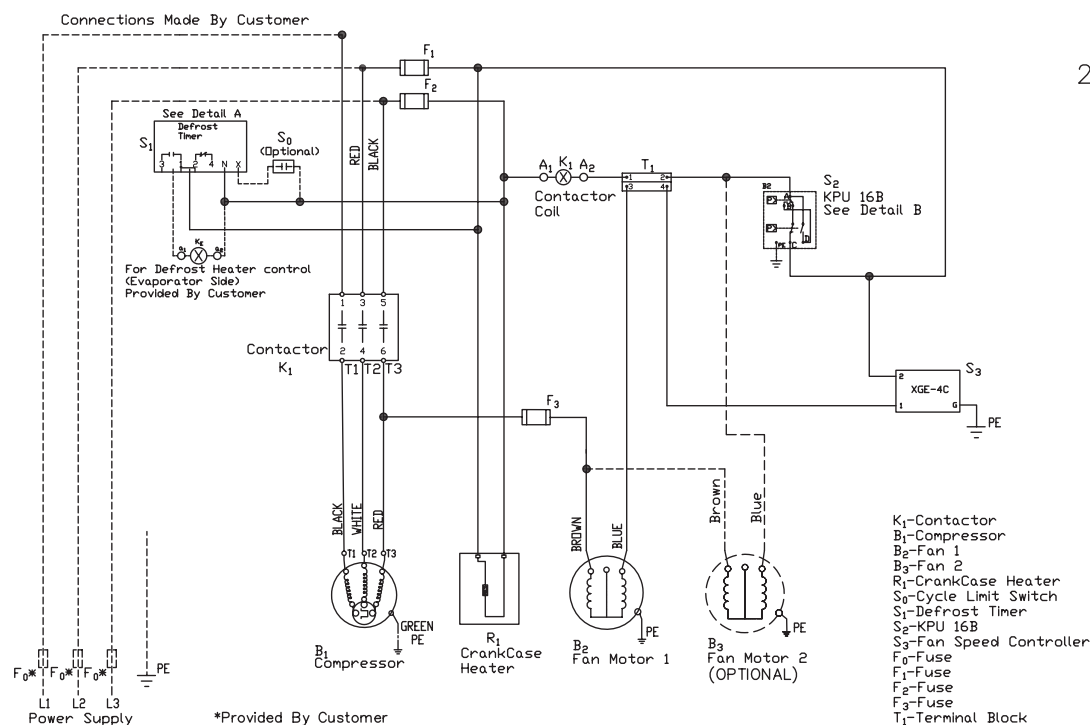 Connections Made By Customer
F1
2
F2
See Detail A
Defrost
Timer
S1
3 1 2 4 N X
S0
(Optional)
RED
BLACK
A1 K1 A2
Contactor
Coil
T1
1 2
3 4
B2
A
P
P
B
D
PE C
S2
KPU 16B
See Detail B
For Defrost Heater control
(Evaporator Side)
Provided By Customer
1 3 5
2 4 6
Contactor
K1
T1 T2 T3
F3
2
XGE-4C
1 G
S3
PE
BLACK
WHITE
RED
BROWN
BLUE
Brown
Blue
T1 T2 T3
GREEN
PE
B1
Compressor
R1
CrankCase
Heater
PE
B2
Fan Motor 1
PE
B3
Fan Motor 2
(OPTIONAL)
K1-Contactor
B1-Compressor
B2-Fan 1
B3-Fan 2
R1-CrankCase Heater
S0-Cycle Limit Switch
S1-Defrost Timer
S2-KPU 16B
S3-Fan Speed Controller
F0-Fuse
F1-Fuse
F2-Fuse
F3-Fuse
T1-Terminal Block
F0* F0* F0*
PE
L1 L2 L3
Power Supply
*Provided By Customer